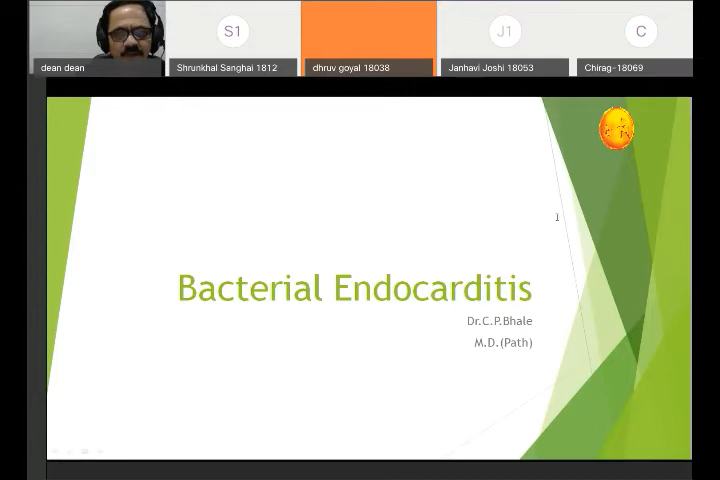 S1
J1
C
dean dean
Shrunkhal Sanghai 1812
dhruv goyal 18038
Janhavi Joshi 18053
Chirag-18069
Bacterial Endocarditis
Dr.C.P.Bhale
M.D.(Path)